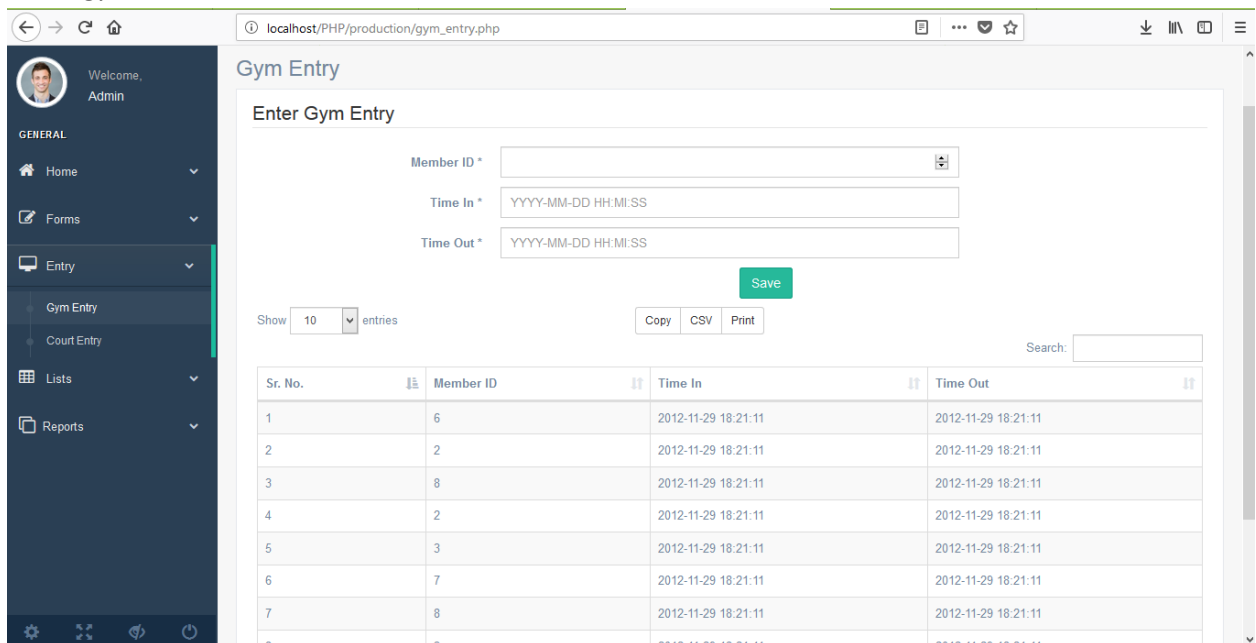 localhost/PHP/production/gym_entry.php
Welcome,
Admin
GENERAL
Home
Forms
Entry
Gym Entry
Court Entry
Lists
Reports
Gym Entry
Enter Gym Entry
Member ID *
Time In * YYYY-MM-DD HH:MI:SS
Time Out * YYYY-MM-DD HH:MI:SS
Save
Show 10 entries
Copy CSV Print
Search:
Sr. No. Member ID Time In Time Out
1 6 2012-11-29 18:21:11 2012-11-29 18:21:11
2 2 2012-11-29 18:21:11 2012-11-29 18:21:11
3 8 2012-11-29 18:21:11 2012-11-29 18:21:11
4 2 2012-11-29 18:21:11 2012-11-29 18:21:11
5 3 2012-11-29 18:21:11 2012-11-29 18:21:11
6 7 2012-11-29 18:21:11 2012-11-29 18:21:11
7 8 2012-11-29 18:21:11 2012-11-29 18:21:11